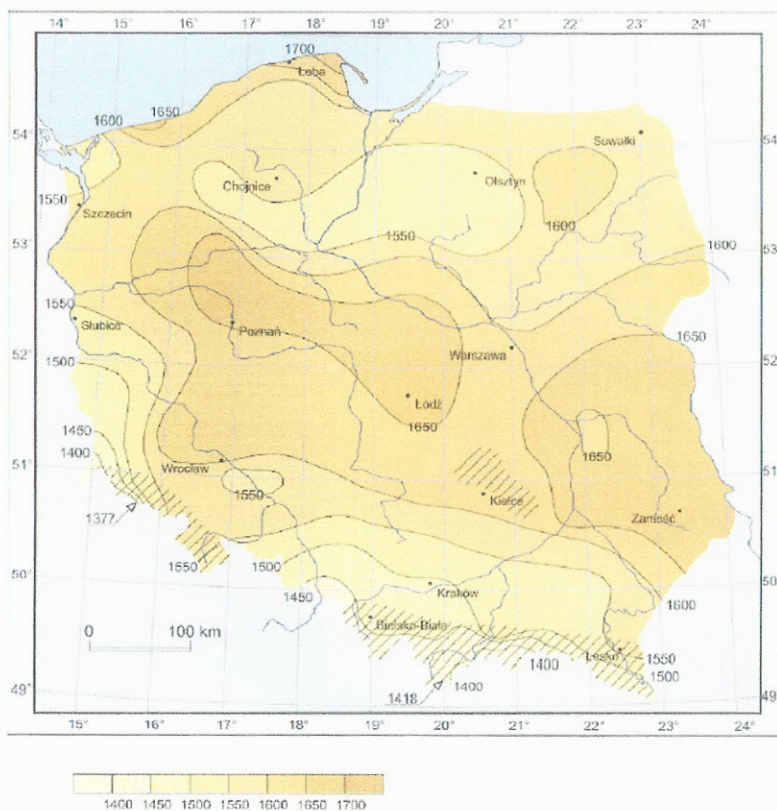 14° 15° 16° 17° 18° 19° 20° 21° 22° 23°
1700
Łeba
1650
1600
54°
54
Suwałki
Chojnice
Olsztyn
1550
Szczecin
1550
1600
1600
53°
53
1550
Słubice
Poznań
1650
1500
52°
Warszawa
52
Łódź
1650
1450
1400
51°
Wrocław
1650
51
1550
Kielce
1377
Zamość
50°
1550
1500
50
1450
Kraków
1600
0 100 km
Bielsko-Biała
Lesko
1550
1400
1500
49°
1400
49
1418
15° 16° 17° 18° 19° 20° 21° 22° 23° 24°
1400 1450 1500 1550 1600 1650 1700